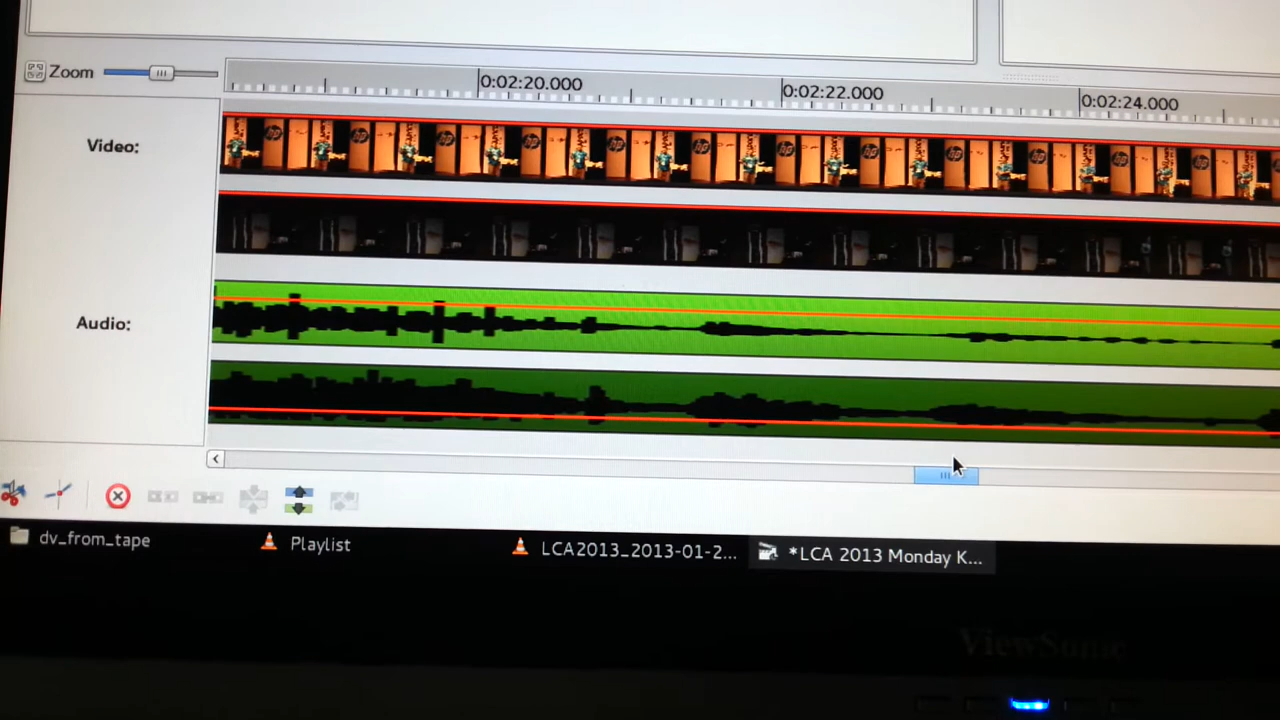 Zoom
0:02:20.000
0:02:22.000
0:02:24.000
Video:
Audio:
dv_from_tape
Playlist
LCA2013_2013-01-2...
*LCA 2013 Monday K...
ViewSonic